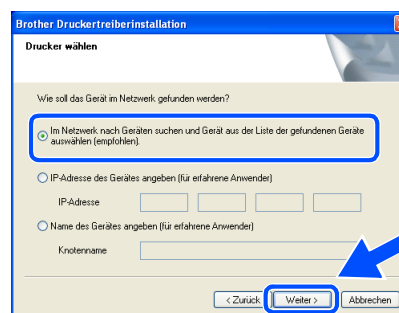 Brother Druckertreiberinstallation
Drucker wählen
Wie soll das Gerät im Netzwerk gefunden werden?
Im Netzwerk nach Geräten suchen und Gerät aus der Liste der gefundenen Geräte
auswählen (empfohlen).
IP-Adresse des Gerätes angeben (für erfahrene Anwender)
IP-Adresse
Name des Gerätes angeben (für erfahrene Anwender)
Knotenname
< Zurück
Weiter >
Abbrechen